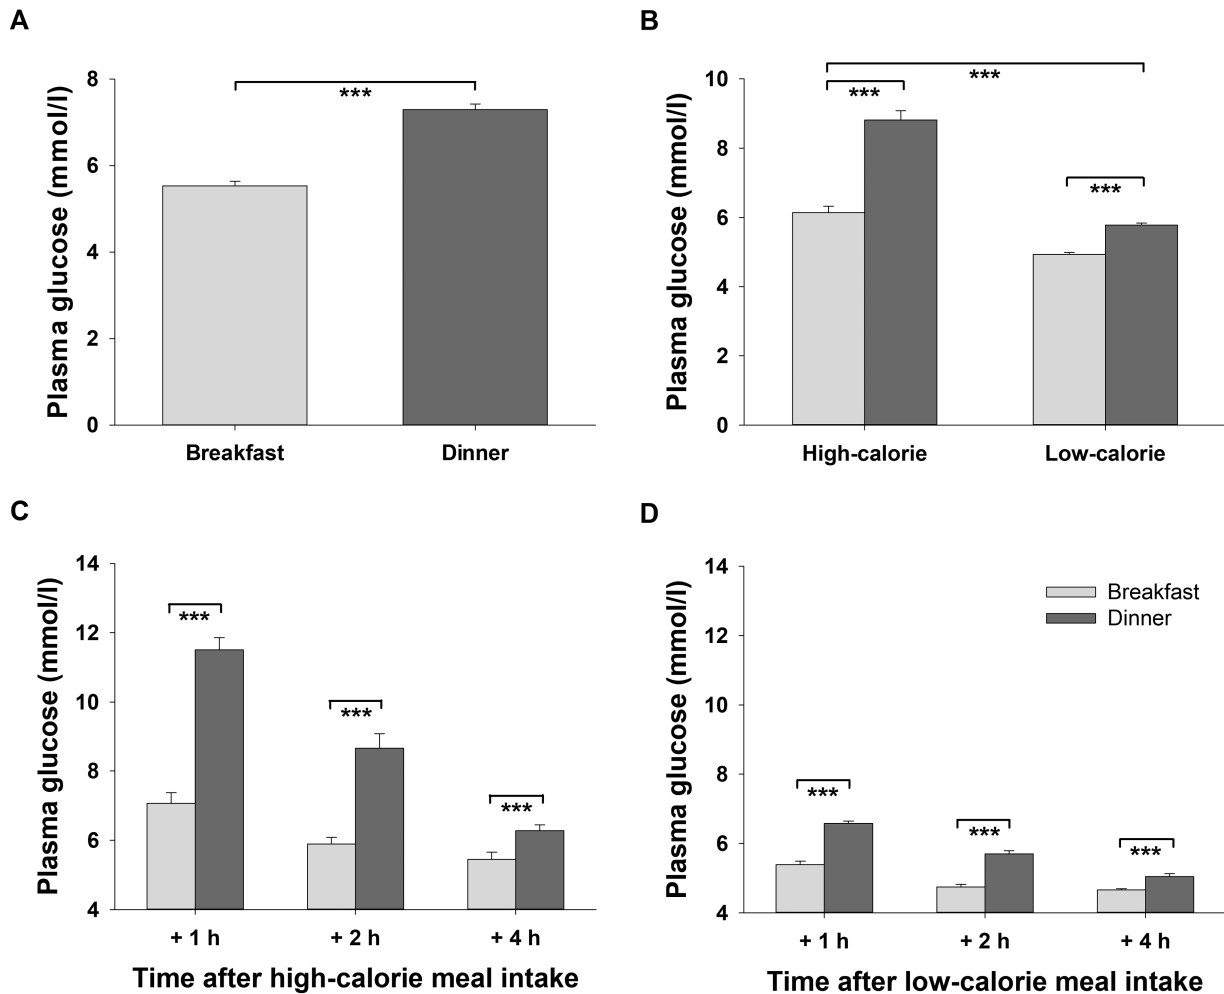 A
Plasma glucose (mmol/l)
8
6
4
2
0
***
Breakfast
Dinner
B
Plasma glucose (mmol/l)
10
8
6
4
2
0
***
***
***
High-calorie
Low-calorie
C
Plasma glucose (mmol/l)
14
12
10
8
6
4
***
***
***
+ 1 h
+ 2 h
+ 4 h
Time after high-calorie meal intake
D
Plasma glucose (mmol/l)
14
12
10
8
6
4
Breakfast
Dinner
***
***
***
+ 1 h
+ 2 h
+ 4 h
Time after low-calorie meal intake